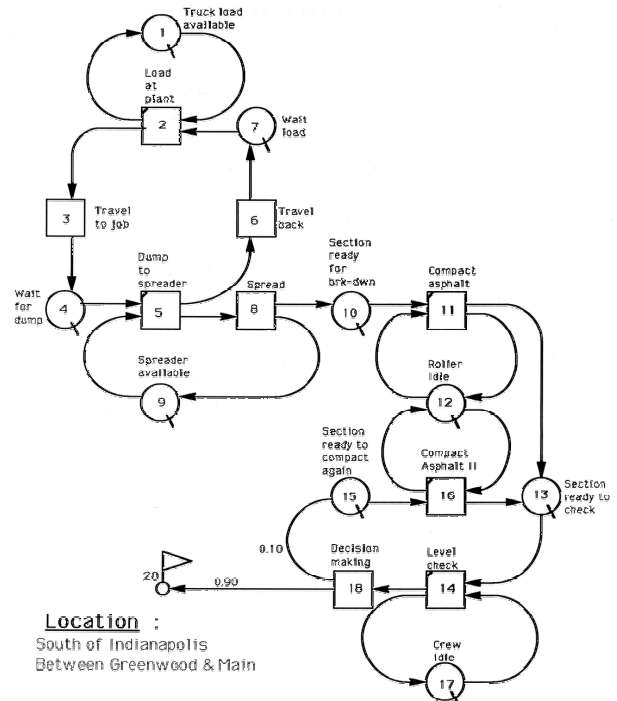 Truck load
available
1
Load
at
plant
2
7
Wait
load
3
Travel
to job
6
Travel
back
Wait
for
dump
4
Dump
to
spreader
5
Spread
8
Section
ready
for
brk-dwn
10
Compact
asphalt
11
Spreader
available
9
Roller
idle
12
Section
ready to
compact
again
15
Compact
Asphalt II
16
13
Section
ready to
check
0.10
Decision
making
18
Level
check
14
20
0.90
Crew
idle
17
Location :
South of Indianapolis
Between Greenwood & Main